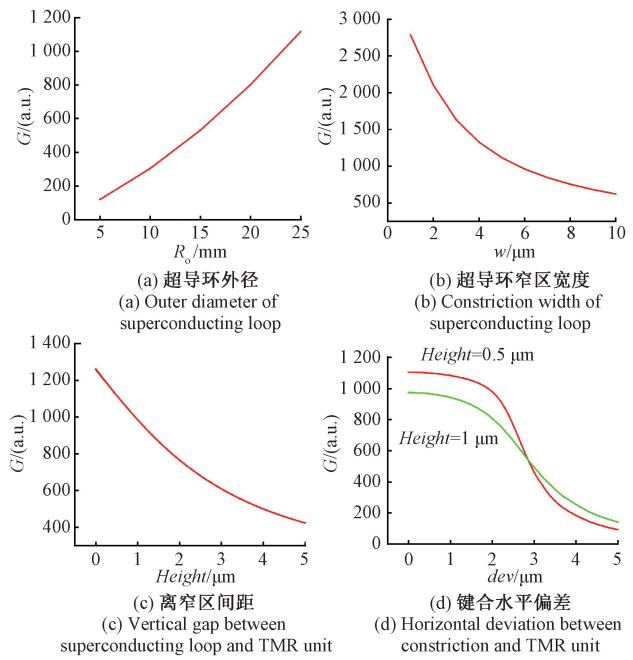 1 200
1 000
800
600
400
200
0
G/(a.u.)
5 10 15 20 25
Ro/mm
(a) 超导环外径
(a) Outer diameter of
superconducting loop
3 000
2 500
2 000
1 500
1 000
500
G/(a.u.)
0 2 4 6 8 10
w/μm
(b) 超导环窄区宽度
(b) Constriction width of
superconducting loop
1 400
1 200
1 000
800
600
400
G/(a.u.)
0 1 2 3 4 5
Height/μm
(c) 离窄区间距
(c) Vertical gap between
superconducting loop and TMR unit
1 200
1 000
800
600
400
200
0
G/(a.u.)
Height=0.5 μm
Height=1 μm
0 1 2 3 4 5
dev/μm
(d) 键合水平偏差
(d) Horizontal deviation between
constriction and TMR unit